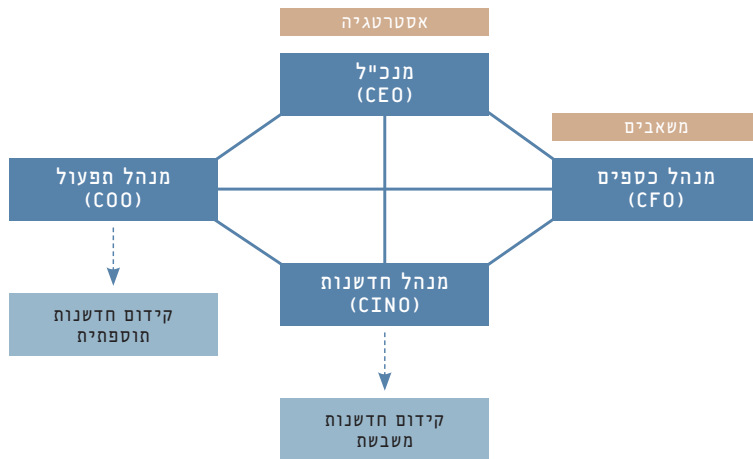 אסטרטגיה
מנכ"ל
(CEO)
משאבים
מנהל כספים
(CFO)
מנהל תפעול
(COO)
מנהל חדשנות
(CINO)
קידום חדשנות
תוספתית
קידום חדשנות
משבשת